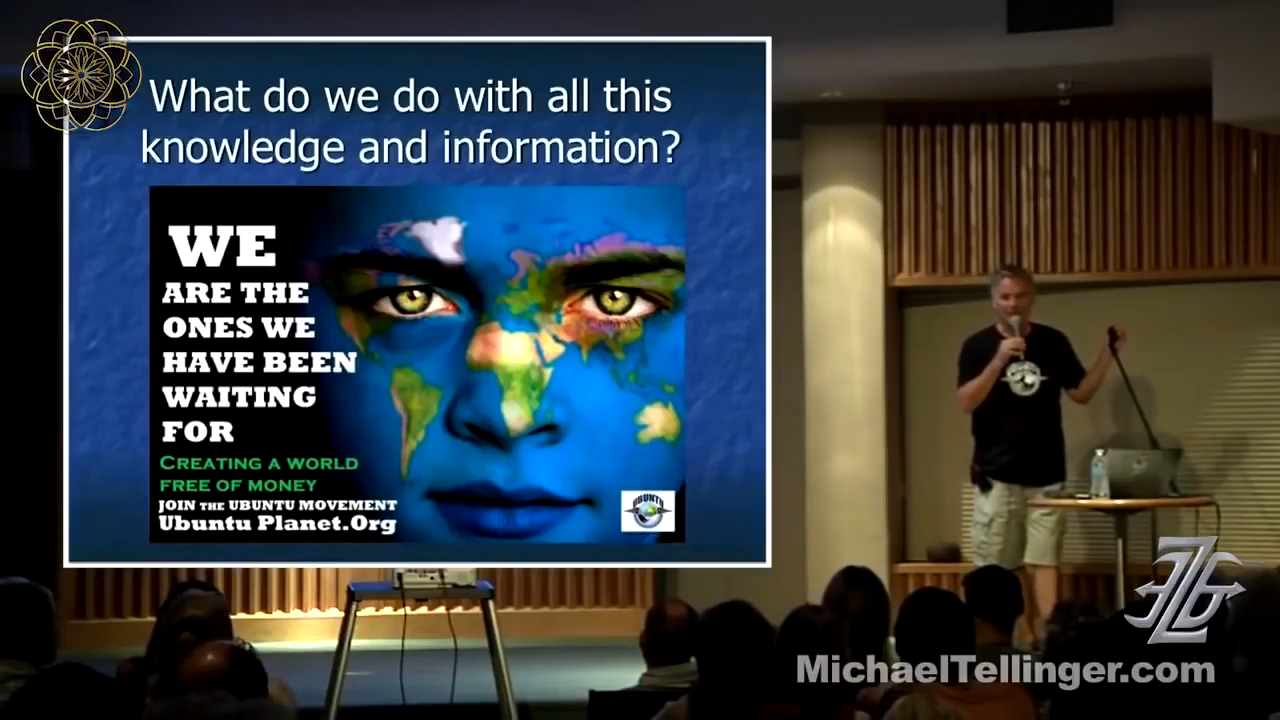 What do we do with all this
knowledge and information?
WE
ARE THE
ONES WE
HAVE BEEN
WAITING
FOR
CREATING A WORLD
FREE OF MONEY
JOIN THE UBUNTU MOVEMENT
Ubuntu Planet.Org
UBUNTU
MichaelTellinger.com